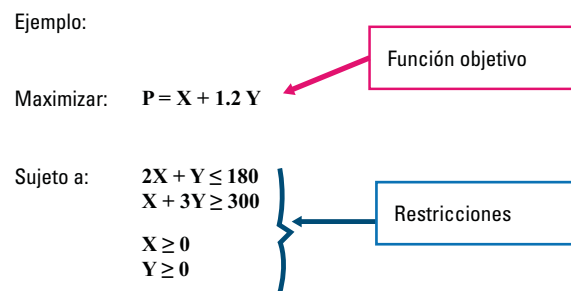 Ejemplo:
Función objetivo
Maximizar: P = X + 1.2 Y
Sujeto a: 2X + Y ≤ 180
X + 3Y ≥ 300
Restricciones
X ≥ 0
Y ≥ 0